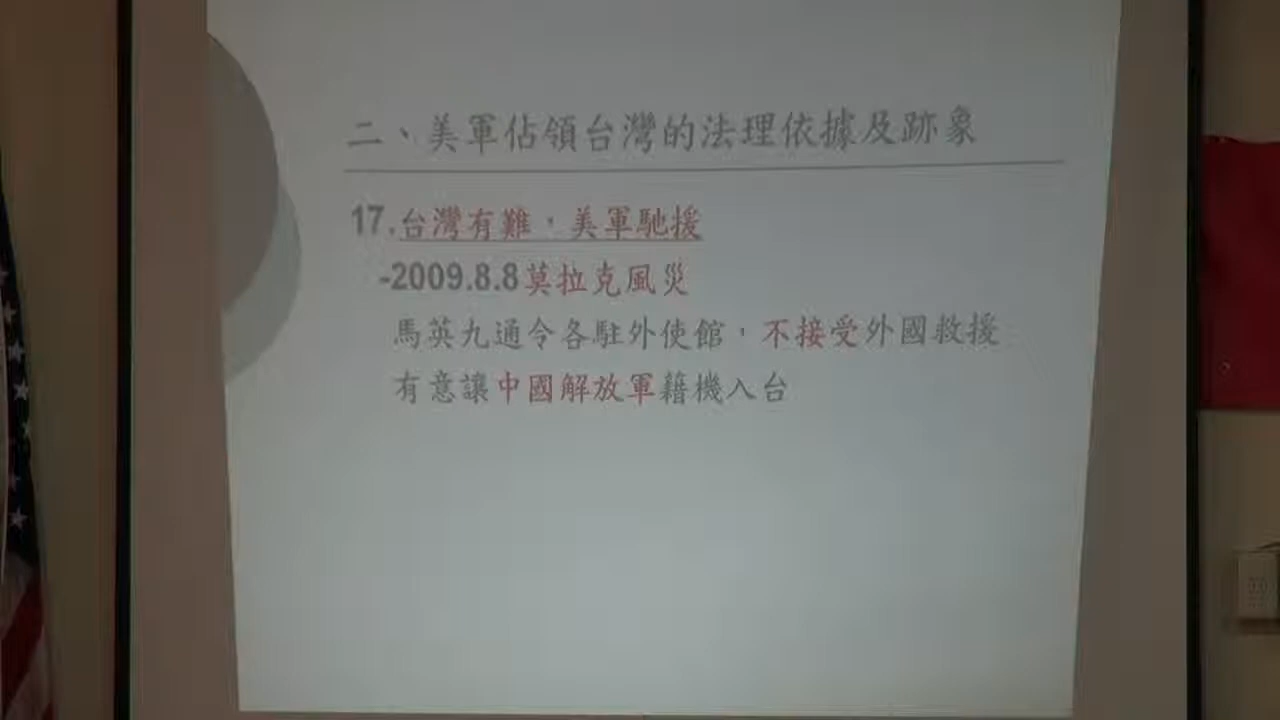 二、美軍佔領台灣的法理依據及跡象
17.台灣有難，美軍馳援
-2009.8.8莫拉克風災
馬英九通令各駐外使館，不接受外國救援
有意讓中國解放軍藉機入台